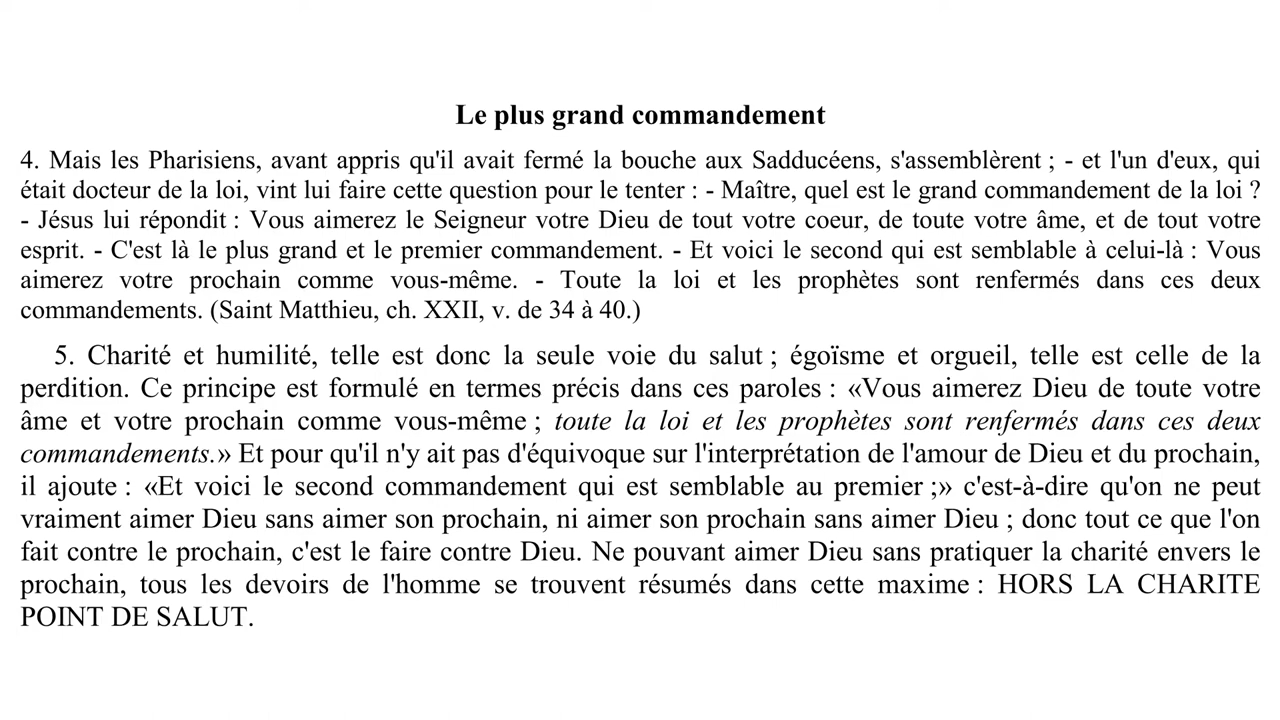 Le plus grand commandement
4. Mais les Pharisiens, avant appris qu'il avait fermé la bouche aux Sadducéens, s'assemblèrent ; - et l'un d'eux, qui
était docteur de la loi, vint lui faire cette question pour le tenter : - Maître, quel est le grand commandement de la loi ?
- Jésus lui répondit : Vous aimerez le Seigneur votre Dieu de tout votre coeur, de toute votre âme, et de tout votre
esprit. - C'est là le plus grand et le premier commandement. - Et voici le second qui est semblable à celui-là : Vous
aimerez votre prochain comme vous-même. - Toute la loi et les prophètes sont renfermés dans ces deux
commandements. (Saint Matthieu, ch. XXII, v. de 34 à 40.)
5. Charité et humilité, telle est donc la seule voie du salut ; égoïsme et orgueil, telle est celle de la
perdition. Ce principe est formulé en termes précis dans ces paroles : «Vous aimerez Dieu de toute votre
âme et votre prochain comme vous-même ; toute la loi et les prophètes sont renfermés dans ces deux
commandements.» Et pour qu'il n'y ait pas d'équivoque sur l'interprétation de l'amour de Dieu et du prochain,
il ajoute : «Et voici le second commandement qui est semblable au premier ;» c'est-à-dire qu'on ne peut
vraiment aimer Dieu sans aimer son prochain, ni aimer son prochain sans aimer Dieu ; donc tout ce que l'on
fait contre le prochain, c'est le faire contre Dieu. Ne pouvant aimer Dieu sans pratiquer la charité envers le
prochain, tous les devoirs de l'homme se trouvent résumés dans cette maxime : HORS LA CHARITE
POINT DE SALUT.